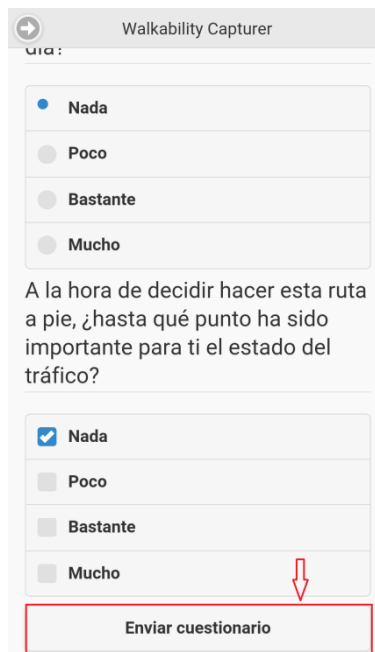 Walkability Capturer
día?
Nada
Poco
Bastante
Mucho
A la hora de decidir hacer esta ruta
a pie, ¿hasta qué punto ha sido
importante para ti el estado del
tráfico?
Nada
Poco
Bastante
Mucho
Enviar cuestionario